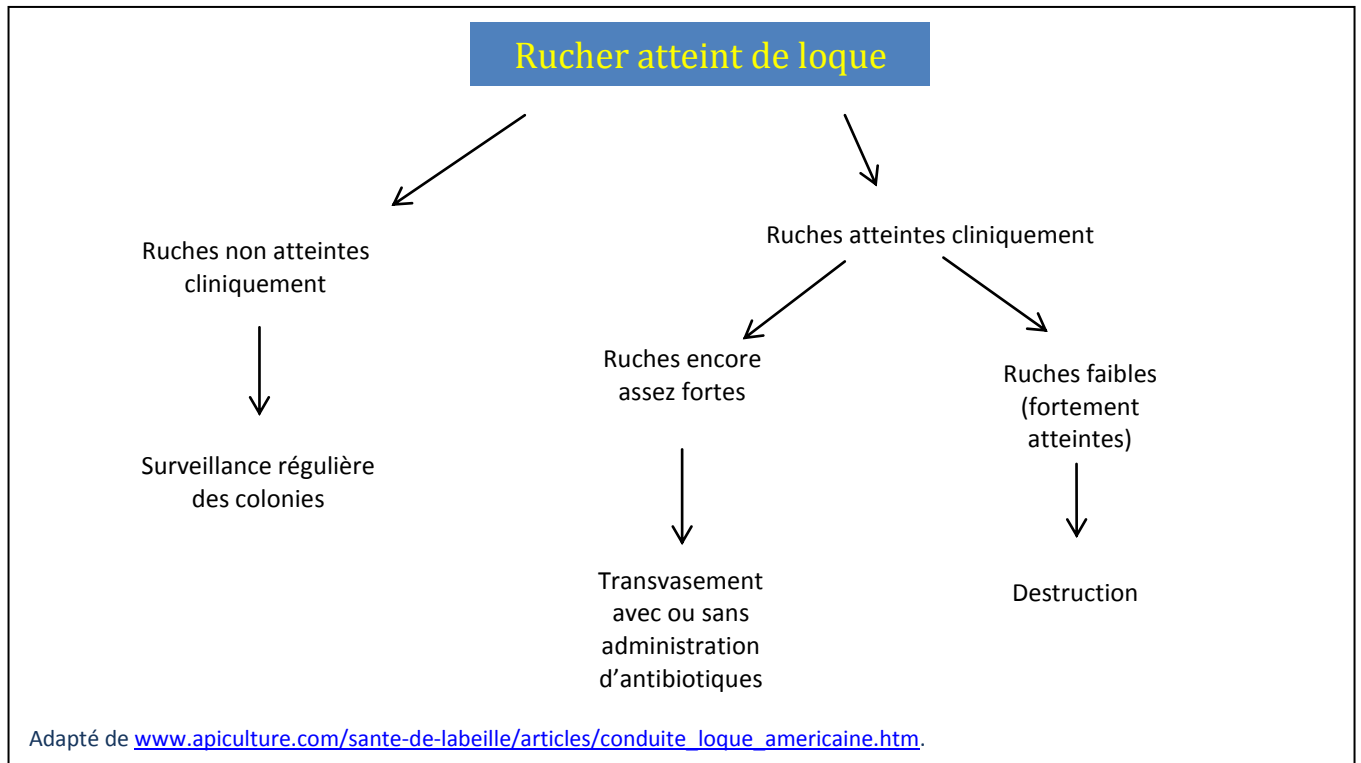 Rucher atteint de loque
Ruches non atteintes
cliniquement
Surveillance régulière
des colonies
Ruches atteintes cliniquement
Ruches encore
assez fortes
Transvasement
avec ou sans
administration
d’antibiotiques
Ruches faibles
(fortement
atteintes)
Destruction
Adapté de www.apiculture.com/sante-de-labeille/articles/conduite_loque_americaine.htm.